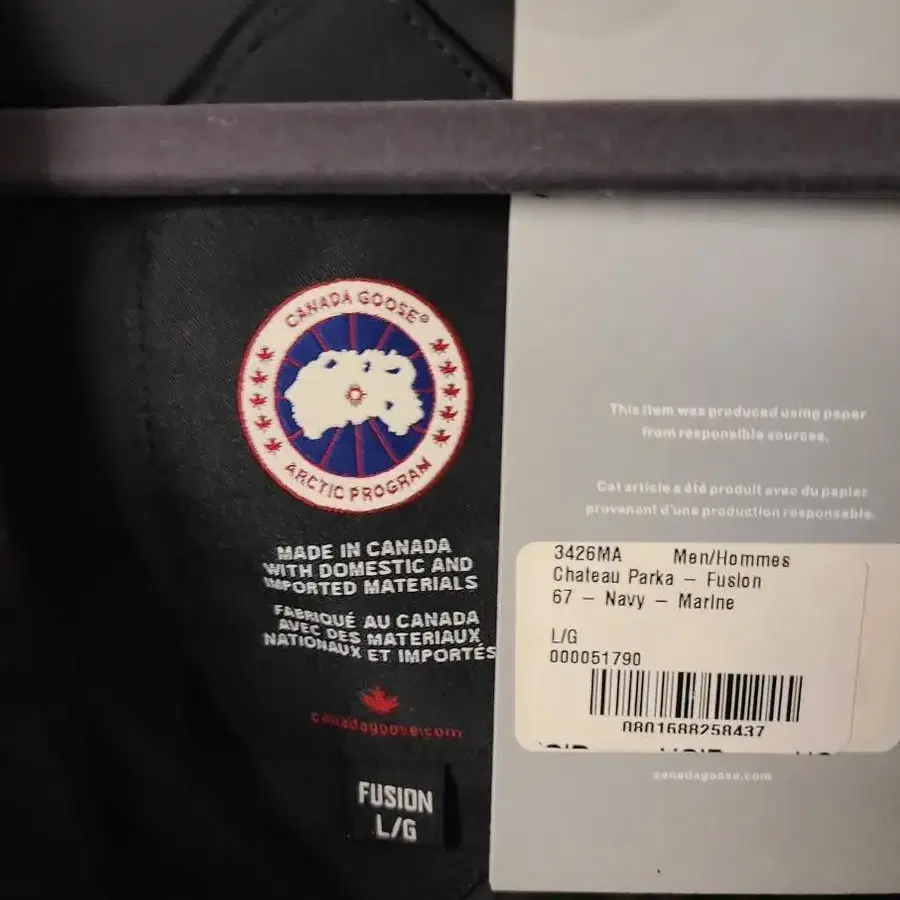 CANADA GOOSE®
ARCTIC PROGRAM
MADE IN CANADA
WITH DOMESTIC AND
IMPORTED MATERIALS
FABRIQUÉ AU CANADA
AVEC DES MATERIAUX
NATIONAUX ET IMPORTÉS
canadagoose.com
FUSION
L/G
This item was produced using paper
from responsible sources.
Cet article a été produit avec du papier
provenant d'une production responsable.
3426MA Men/Hommes
Chateau Parka – Fusion
67 – Navy – Marine
L/G
000051790
0801688258437
canadagoose.com